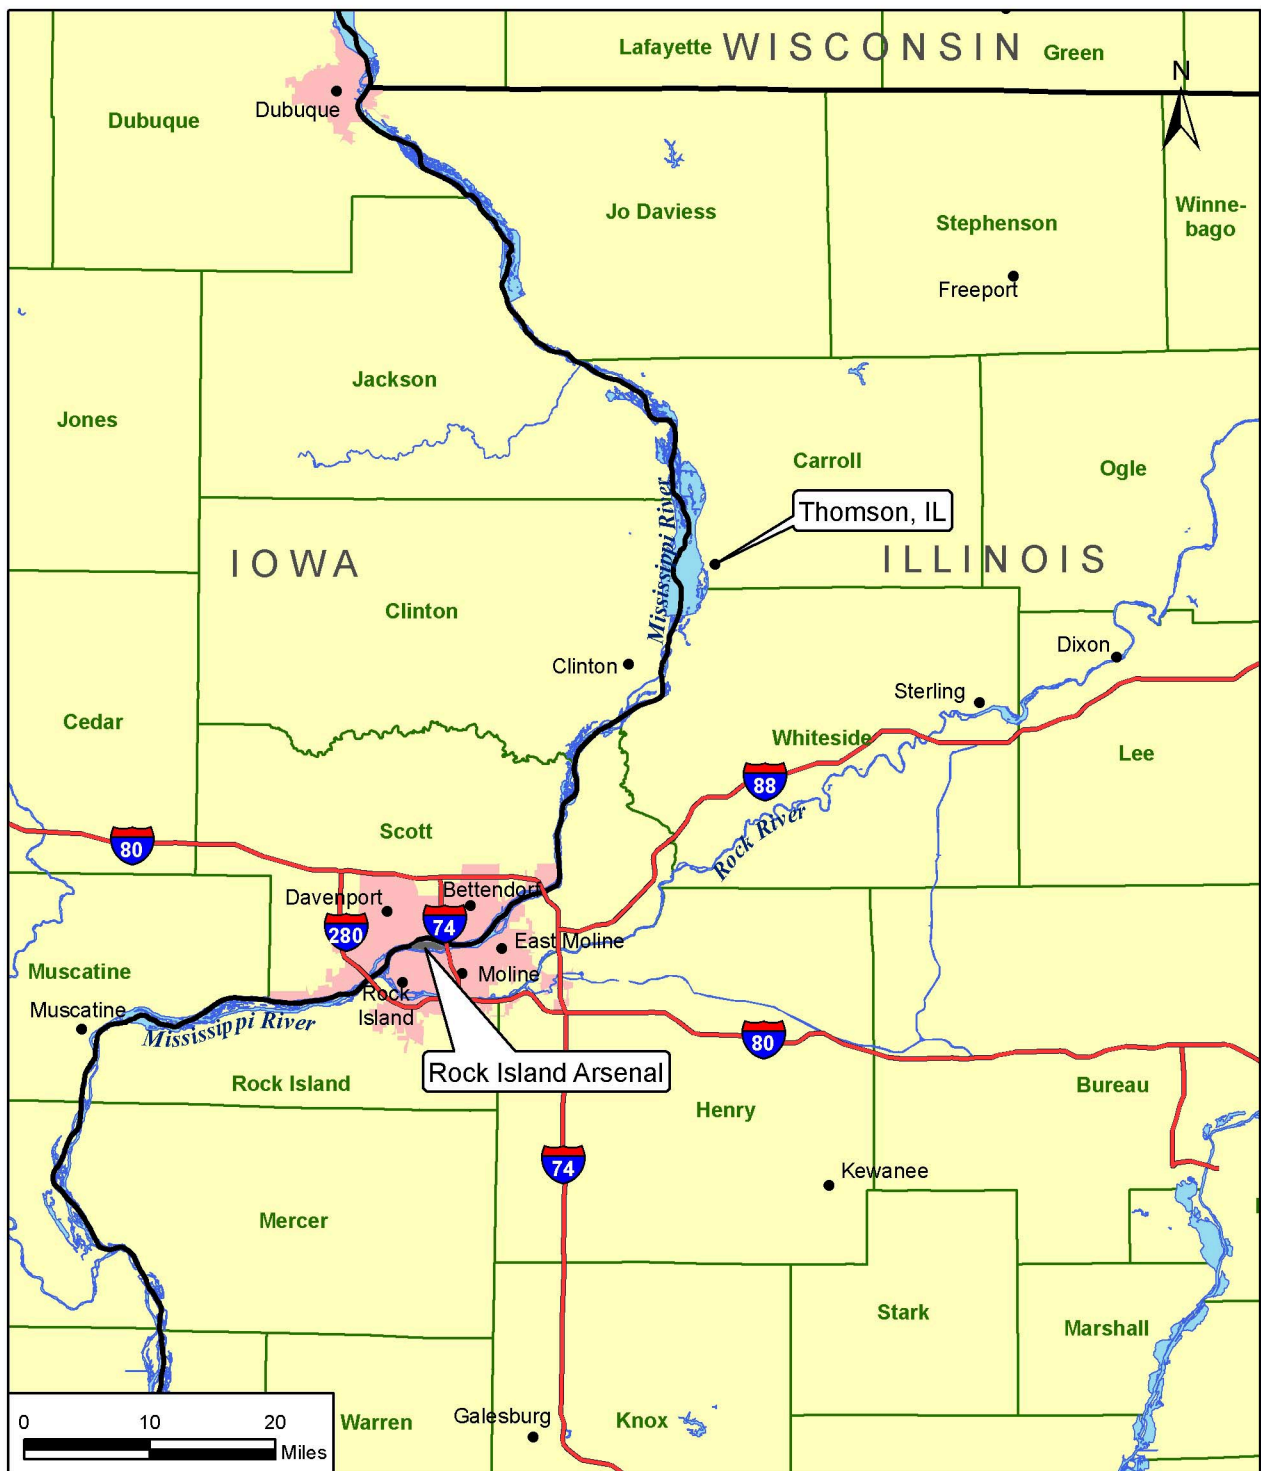 Lafayette
WISCONSIN
Green
N
Dubuque
Dubuque
Jo Daviess
Stephenson
Winne-
bago
Freeport
Jackson
Jones
Carroll
Ogle
Mississippi River
Thomson, IL
IOWA
ILLINOIS
Clinton
Clinton
Dixon
Sterling
Cedar
Whiteside
Lee
88
Rock River
Scott
80
Davenport
Bettendorf
280
74
East Moline
Muscatine
Moline
Rock
Island
Muscatine
Mississippi River
80
Rock Island Arsenal
Rock Island
Bureau
Henry
74
Kewanee
Mercer
Stark
Marshall
Warren
Galesburg
Knox
0 10 20
Miles